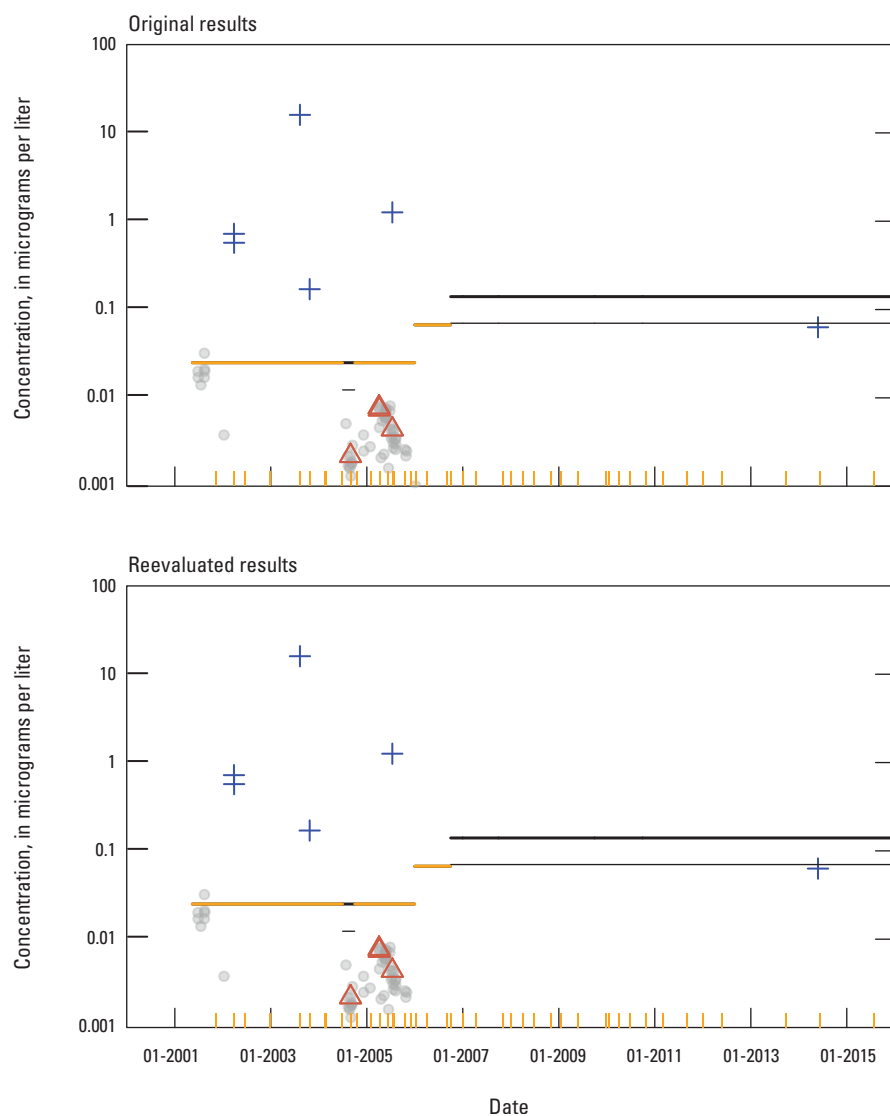 Original results
Concentration, in micrograms per liter
100
10
1
0.1
0.01
0.001
Reevaluated results
Concentration, in micrograms per liter
100
10
1
0.1
0.01
0.001
01-2001 01-2003 01-2005 01-2007 01-2009 01-2011 01-2013 01-2015
Date